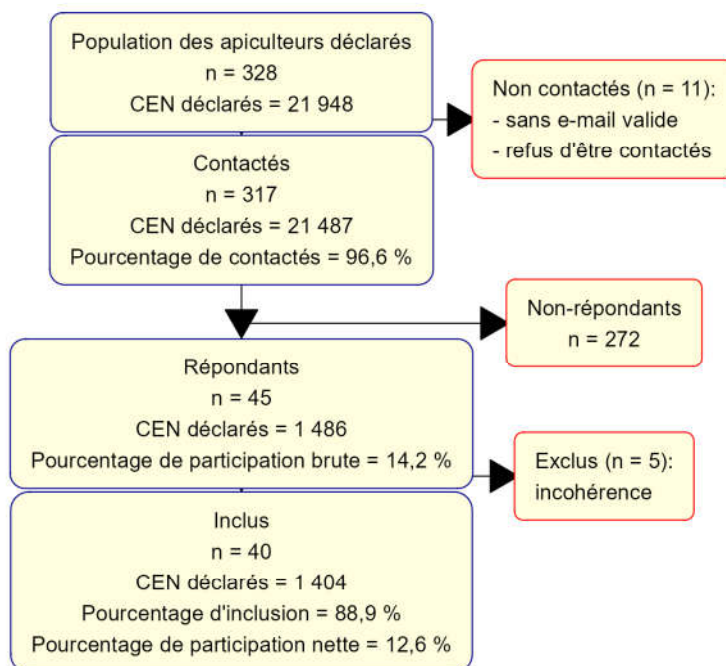 Population des apiculteurs déclarés
n = 328
CEN déclarés = 21 948
Non contactés (n = 11):
- sans e-mail valide
- refus d'être contactés
Contactés
n = 317
CEN déclarés = 21 487
Pourcentage de contactés = 96,6 %
Non-répondants
n = 272
Répondants
n = 45
CEN déclarés = 1 486
Pourcentage de participation brute = 14,2 %
Exclus (n = 5):
incohérence
Inclus
n = 40
CEN déclarés = 1 404
Pourcentage d'inclusion = 88,9 %
Pourcentage de participation nette = 12,6 %